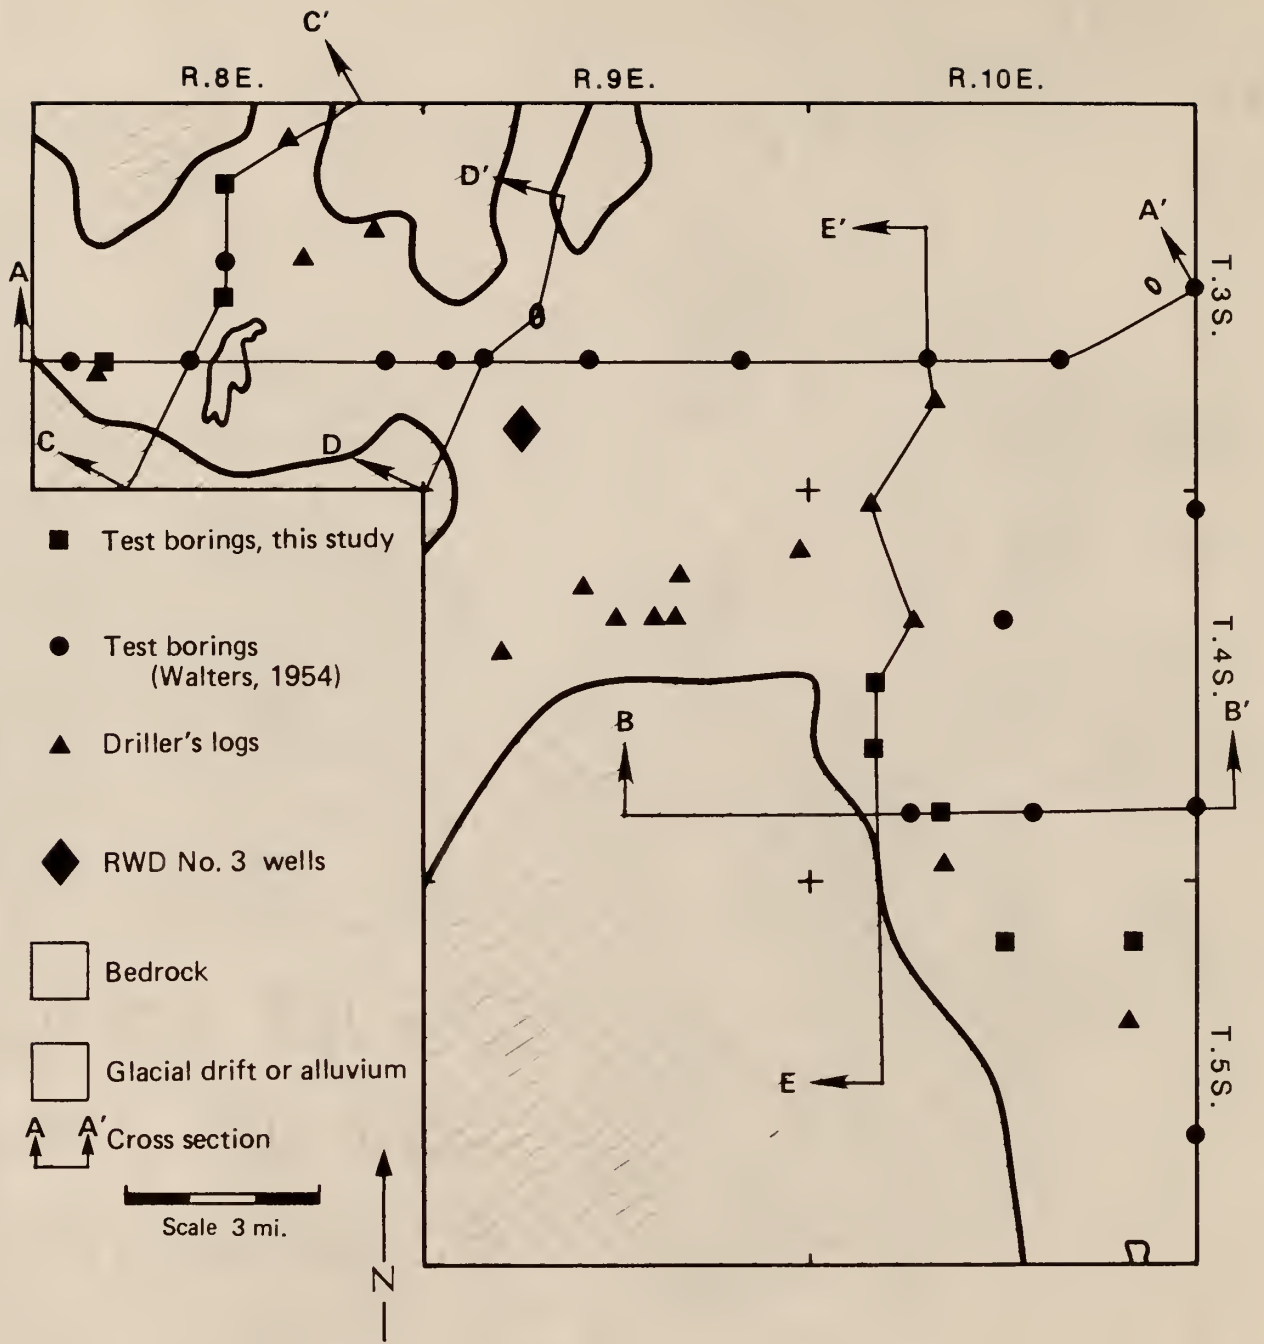 C'
R.8E.
R.9E.
R.10E.
D'
E'
A'
A
T.3S.
C
D
Test borings, this study
Test borings
(Walters, 1954)
T.4S.
B
B'
Driller's logs
RWD No. 3 wells
Bedrock
Glacial drift or alluvium
T.5S.
E
A A' Cross section
Scale 3 mi.
N